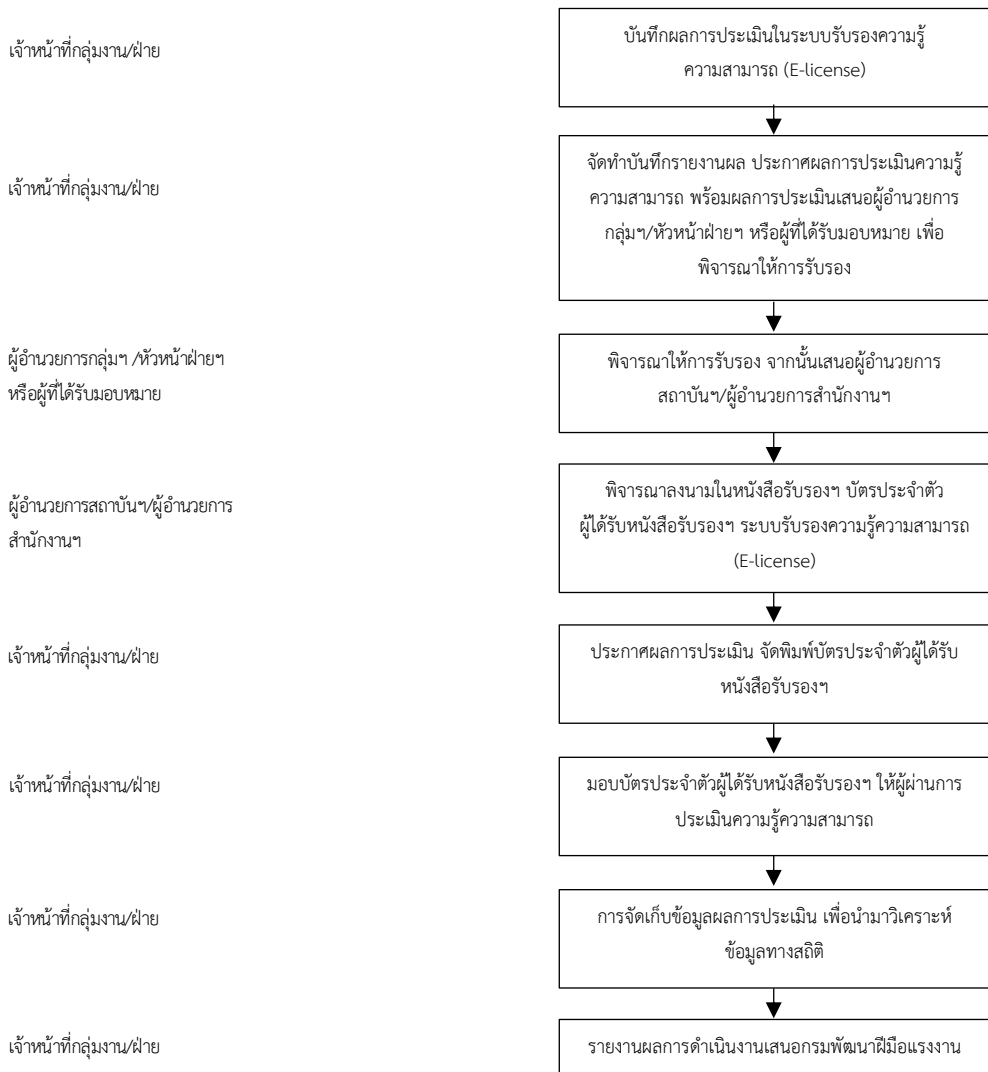 เจ้าหน้าที่กลุ่มงาน/ฝ่าย
บันทึกผลการประเมินในระบบรับรองความรู้
ความสามารถ (E-license)
เจ้าหน้าที่กลุ่มงาน/ฝ่าย
จัดทำบันทึกรายงานผล ประกาศผลการประเมินความรู้
ความสามารถ พร้อมผลการประเมินเสนอผู้อำนวยการ
กลุ่มฯ/หัวหน้าฝ่ายฯ หรือผู้ที่ได้รับมอบหมาย เพื่อ
พิจารณาให้การรับรอง
ผู้อำนวยการกลุ่มฯ /หัวหน้าฝ่ายฯ
หรือผู้ที่ได้รับมอบหมาย
พิจารณาให้การรับรอง จากนั้นเสนอผู้อำนวยการ
สถาบันฯ/ผู้อำนวยการสำนักงานฯ
ผู้อำนวยการสถาบันฯ/ผู้อำนวยการ
สำนักงานฯ
พิจารณาลงนามในหนังสือรับรองฯ บัตรประจำตัว
ผู้ได้รับหนังสือรับรองฯ ระบบรับรองความรู้ความสามารถ
(E-license)
เจ้าหน้าที่กลุ่มงาน/ฝ่าย
ประกาศผลการประเมิน จัดพิมพ์บัตรประจำตัวผู้ได้รับ
หนังสือรับรองฯ
เจ้าหน้าที่กลุ่มงาน/ฝ่าย
มอบบัตรประจำตัวผู้ได้รับหนังสือรับรองฯ ให้ผู้ผ่านการ
ประเมินความรู้ความสามารถ
เจ้าหน้าที่กลุ่มงาน/ฝ่าย
การจัดเก็บข้อมูลผลการประเมิน เพื่อนำมาวิเคราะห์
ข้อมูลทางสถิติ
เจ้าหน้าที่กลุ่มงาน/ฝ่าย
รายงานผลการดำเนินงานเสนอกรมพัฒนาฝีมือแรงงาน